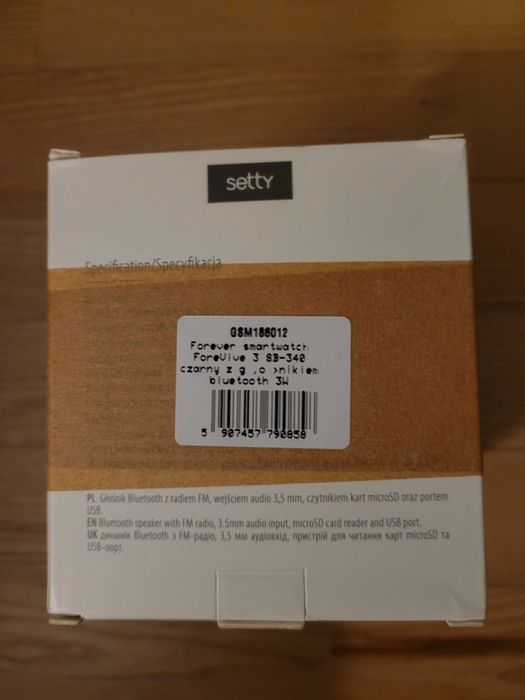 setty
Specification/Specyfikacja
GSM186012
Forever smartwatch
ForeVive 3 SB-340
czarny z g ,o >nikiem
bluetooth 3W
5 907457 790858
PL Głośnik Bluetooth z radiem FM, wejściem audio 3,5 mm, czytnikiem kart microSD oraz portem
USB.
EN Bluetooth speaker with FM radio, 3.5mm audio input, microSD card reader and USB port.
UK динамік Bluetooth з FM-радіо, 3,5 мм аудіовхід, пристрій для читання карт microSD та
USB-порт.